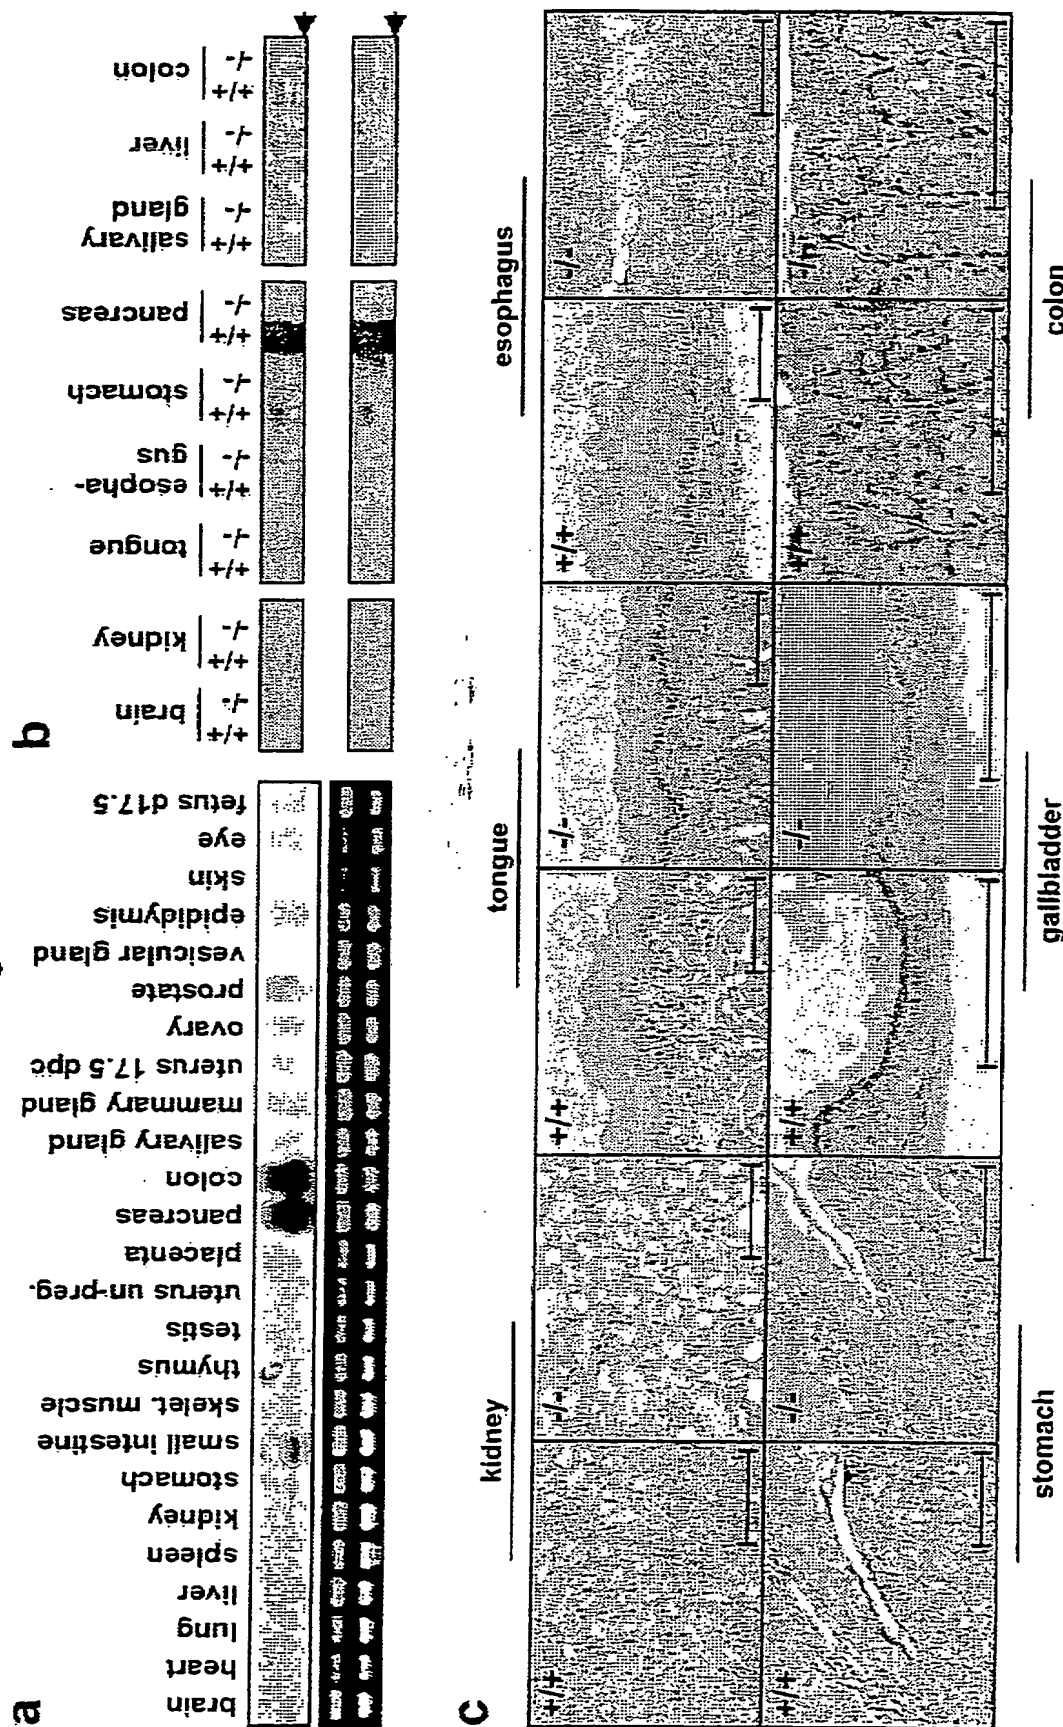 a
brain
heart
lung
liver
spleen
kidney
stomach
small intestine
skelet. muscle
thymus
testis
uterus un-preg.
placenta
pancreas
colon
salivary gland
mammary gland
uterus 17.5 dpc
ovary
prostate
vesicular gland
epididymis
skin
eye
fetus d17.5
b
brain
+/+ -/-
kidney
+/+ -/-
tongue
+/+ -/-
esopha-
gus
+/+ -/-
stomach
+/+ -/-
pancreas
+/+ -/-
salivary
gland
+/+ -/-
liver
+/+ -/-
colon
+/+ -/-
c
kidney
tongue
esophagus
+/+ -/- +/+ -/- +/+ -/-
+/+ -/- +/+ -/- +/+ -/-
stomach
gallbladder
colon